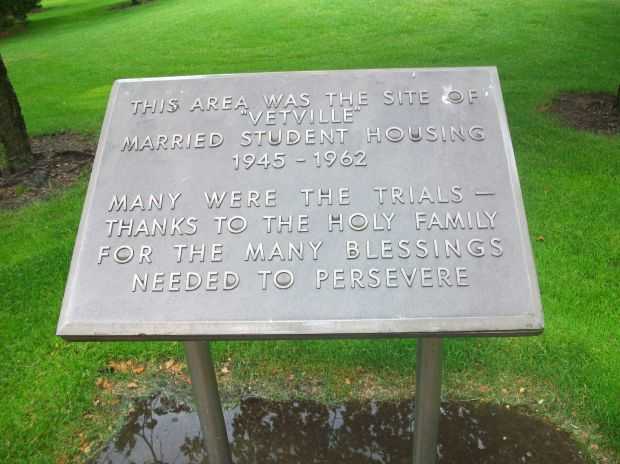 THIS AREA WAS THE SITE OF
"VETVILLE"
MARRIED STUDENT HOUSING
1945 - 1962
MANY WERE THE TRIALS —
THANKS TO THE HOLY FAMILY
FOR THE MANY BLESSINGS
NEEDED TO PERSEVERE